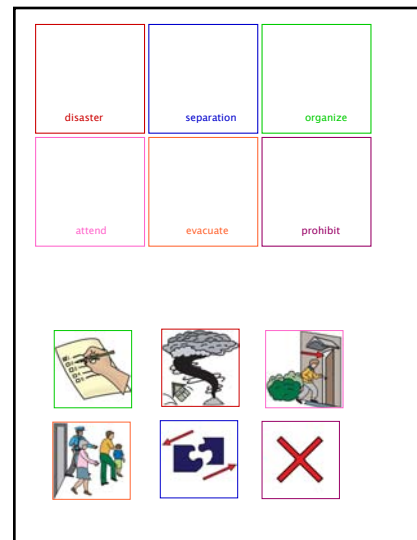 disaster separation organize
attend evacuate prohibit